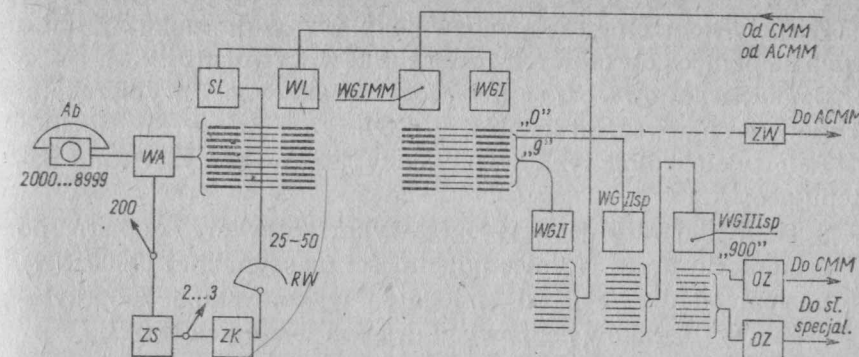 Od CMM
od ACMM
SL
WL
WGIMM
WGI
Ab
WA
2000...8999
„0"
„9"
ZW
Do ACMM
200
25~50
RW
WGII
WGIIsp
WGIIIsp
„900"
OZ
Do CMM
2...3
ZS
ZK
OZ
Do sł.
specjal.